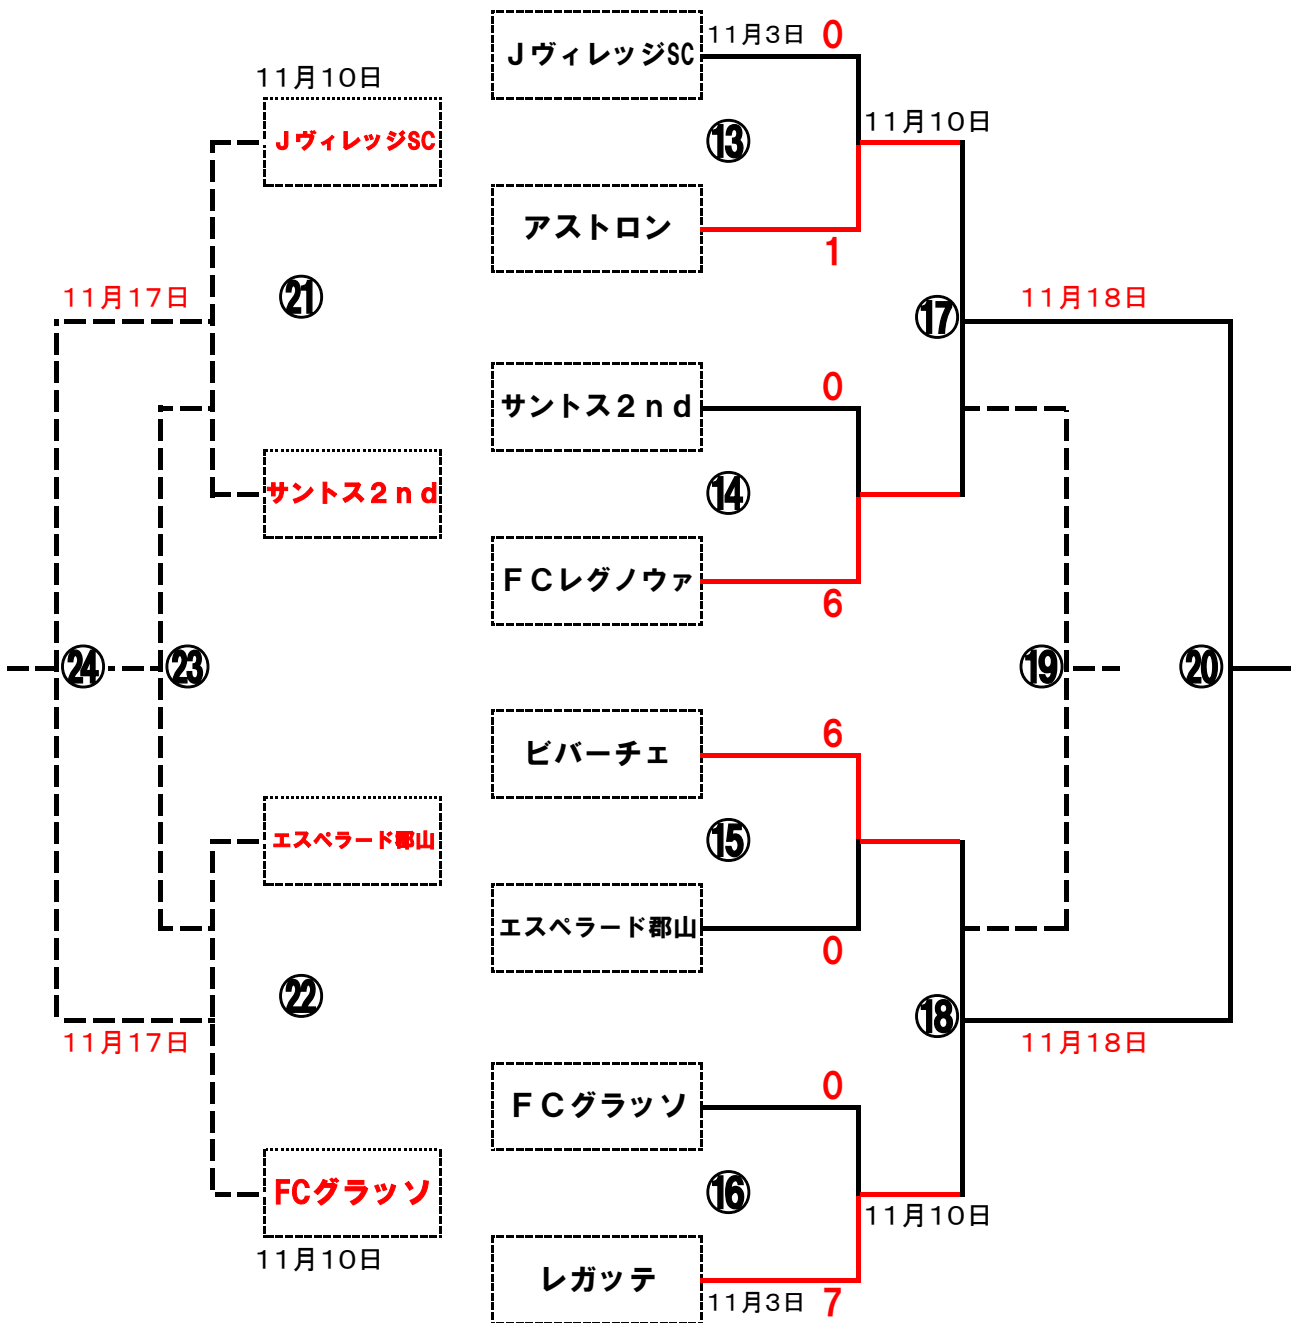 ＪヴィレッジSC
11月3日
0
11月10日
ＪヴィレッジSC
⑬
11月10日
アストロン
1
㉑
11月17日
⑰
11月18日
0
サントス２ｎｄ
サントス２ｎｄ
⑭
ＦＣレグノウァ
6
㉔
㉓
⑲
⑳
6
ビバーチェ
エスペラード郡山
⑮
エスペラード郡山
0
㉒
⑱
11月17日
11月18日
0
ＦＣグラッソ
FCグラッソ
⑯
11月10日
11月10日
レガッテ
11月3日
7